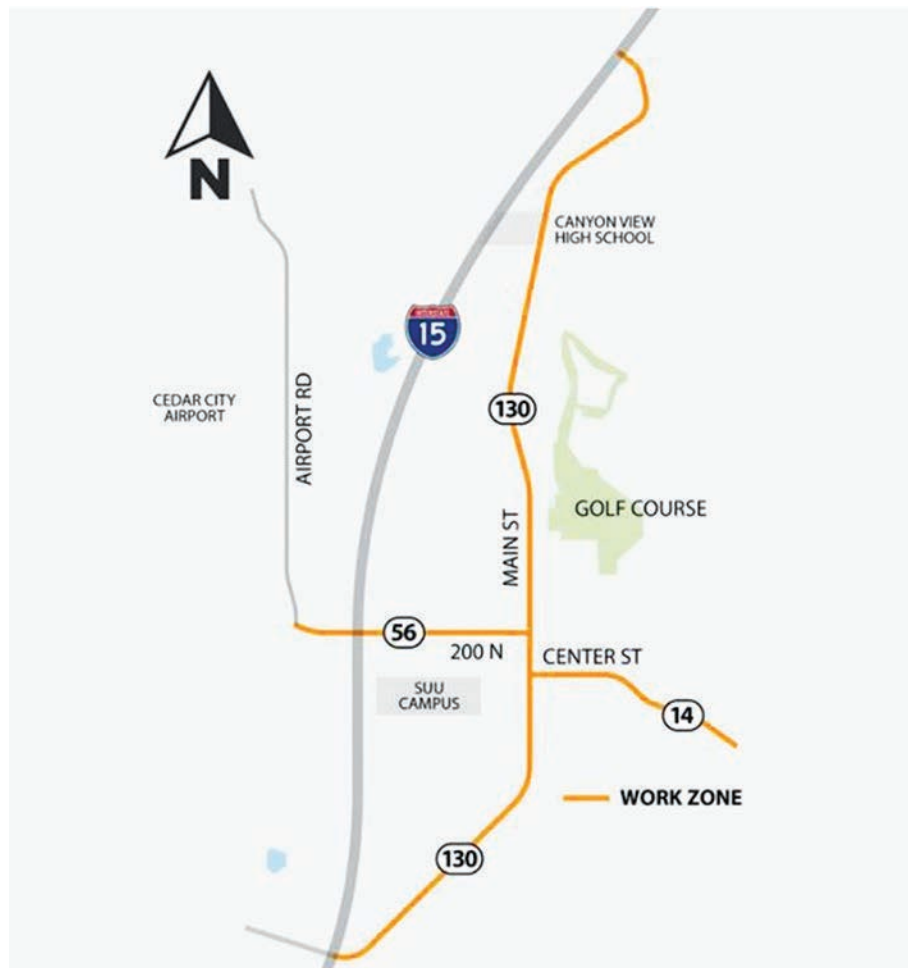 N
CANYON VIEW
HIGH SCHOOL
INTERSTATE
15
CEDAR CITY
AIRPORT
AIRPORT RD
130
GOLF COURSE
MAIN ST
56
200 N
CENTER ST
SUU
CAMPUS
14
WORK ZONE
130